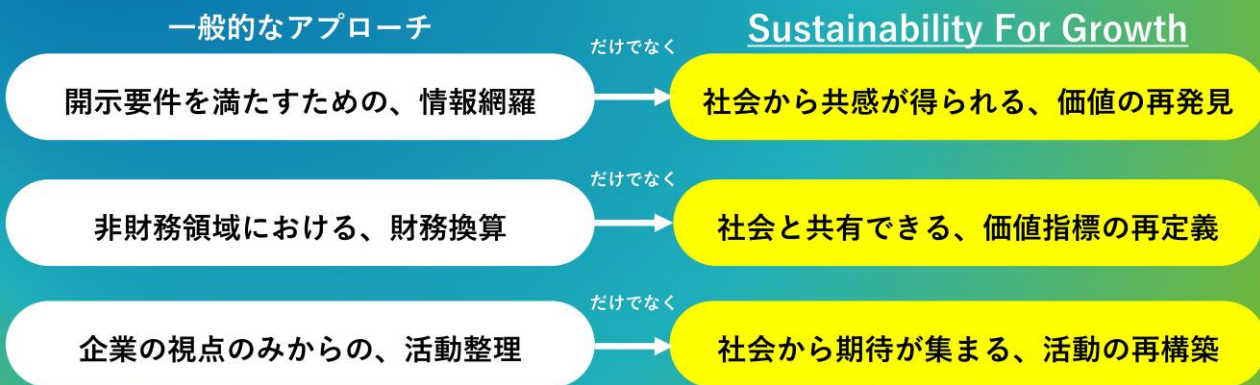 一般的なアプローチ
Sustainability For Growth
だけでなく
開示要件を満たすための、情報網羅
社会から共感が得られる、価値の再発見
だけでなく
非財務領域における、財務換算
社会と共有できる、価値指標の再定義
だけでなく
企業の視点のみからの、活動整理
社会から期待が集まる、活動の再構築